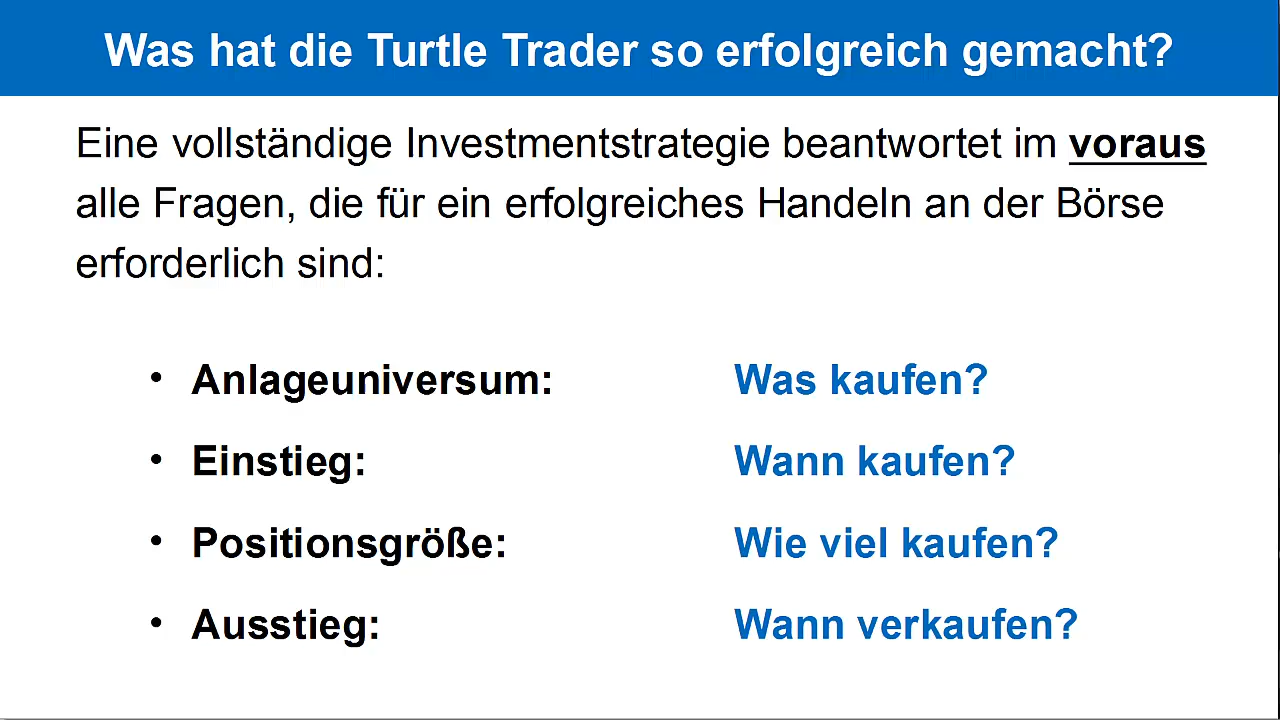 Was hat die Turtle Trader so erfolgreich gemacht?
Eine vollständige Investmentstrategie beantwortet im voraus
alle Fragen, die für ein erfolgreiches Handeln an der Börse
erforderlich sind:
• Anlageuniversum: Was kaufen?
• Einstieg: Wann kaufen?
• Positionsgröße: Wie viel kaufen?
• Ausstieg: Wann verkaufen?